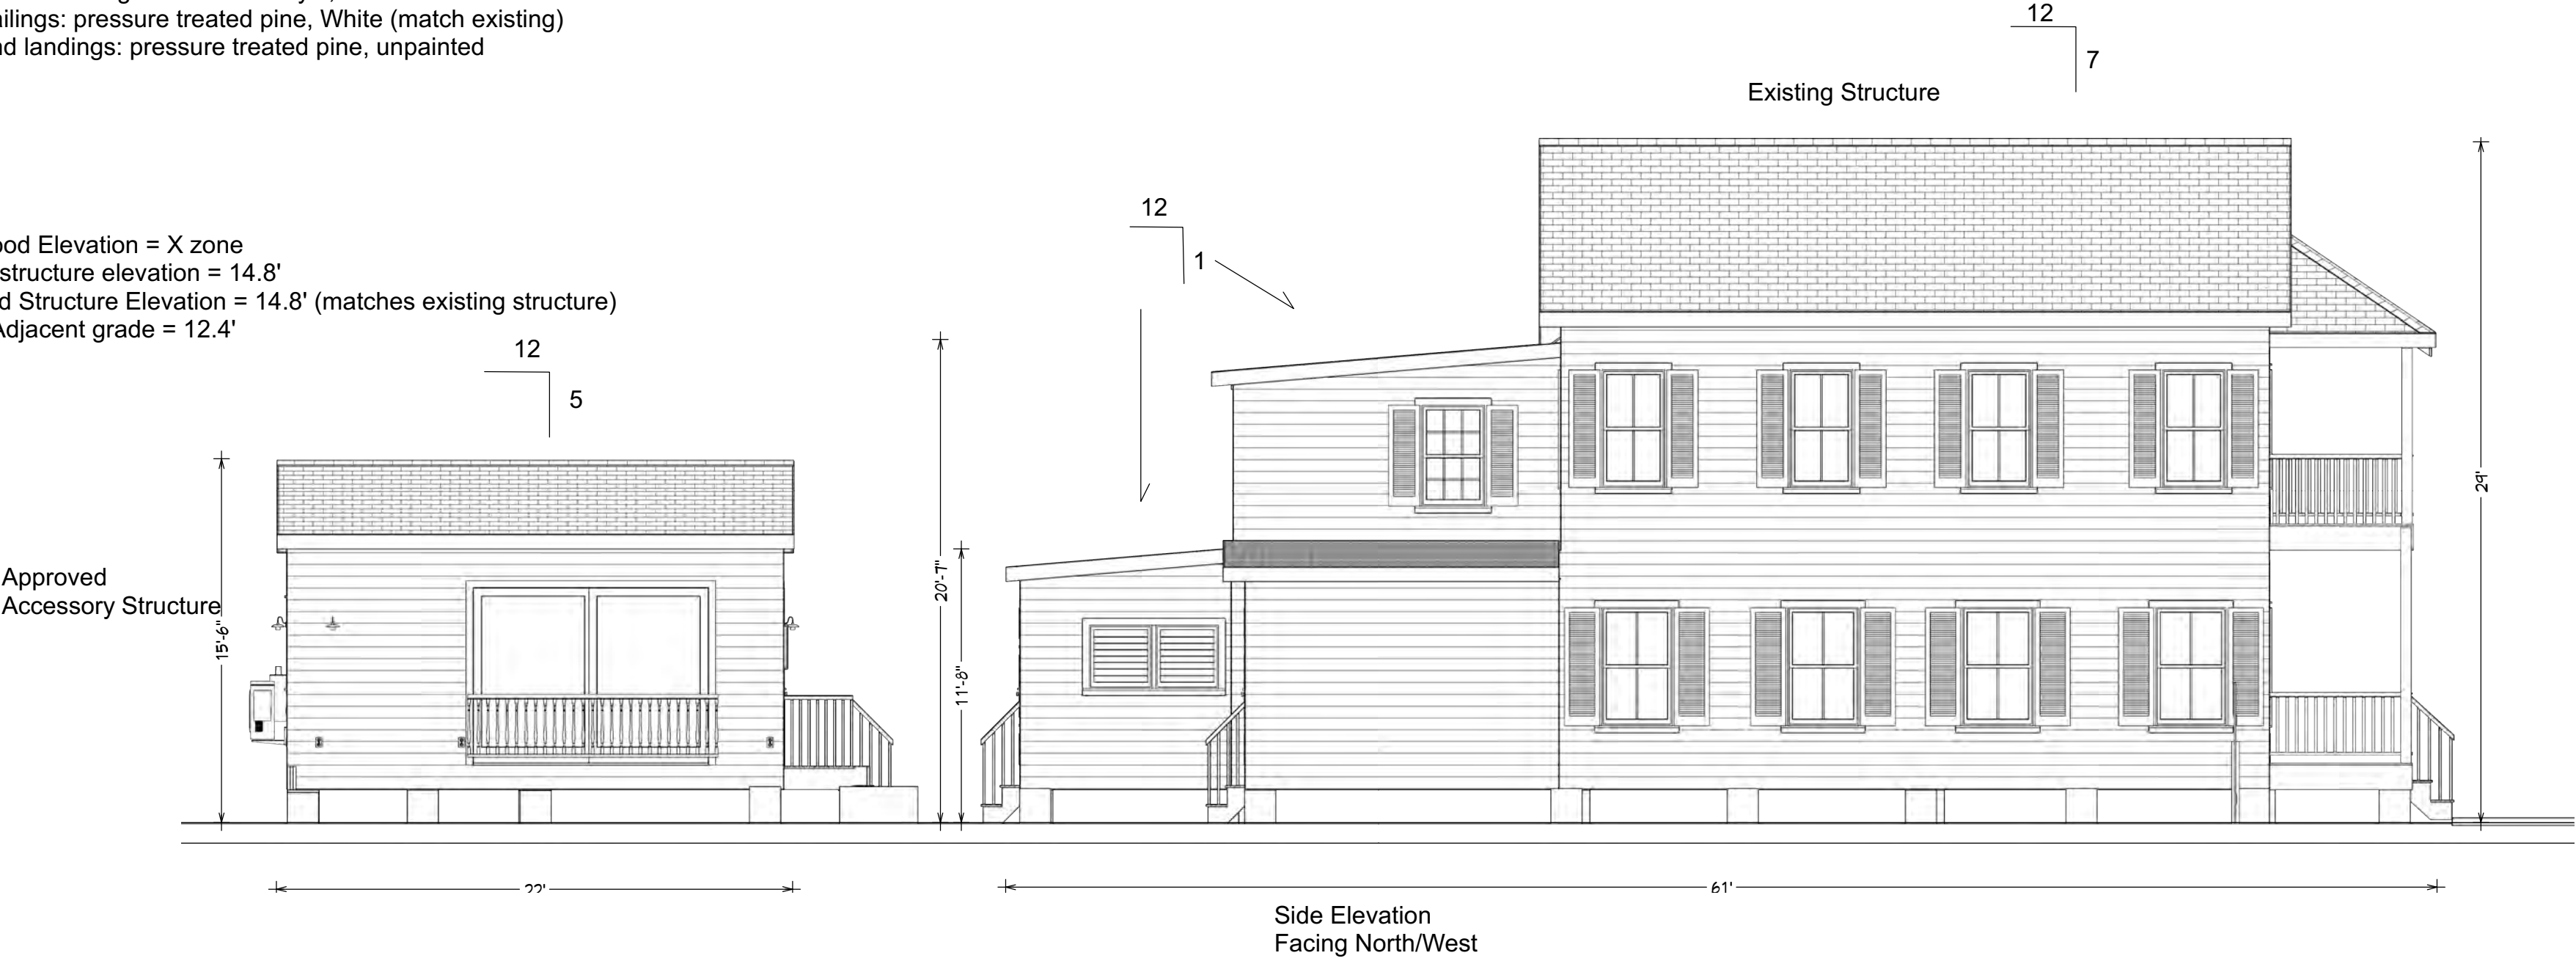 ailings: pressure treated pine, White (match existing)
d landings: pressure treated pine, unpainted
12
7
Existing Structure
12
1
ood Elevation = X zone
structure elevation = 14.8'
d Structure Elevation = 14.8' (matches existing structure)
Adjacent grade = 12.4'
12
5
29'
20'-7"
11'-8"
15'-6"
Approved
Accessory Structure
22'
61'
Side Elevation
Facing North/West